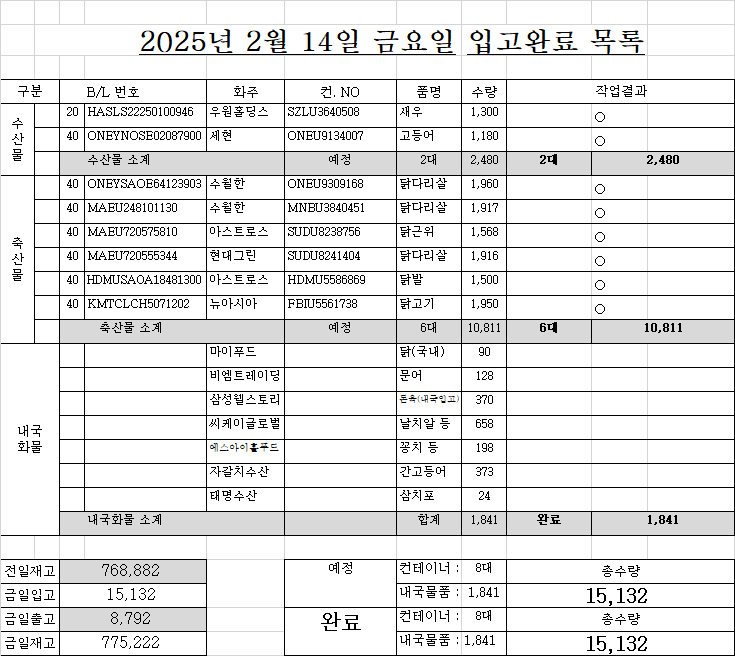 2025년 2월 14일 금요일 입고완료 목록
구분 B/L 번호 화주 컨. NO 품명 수량 작업결과
수산물
20 HASLS22250100946 우원홀딩스 SZLU3640508 새우 1,300 ○
40 ONEYNOSE02087900 세현 ONEU9134007 고등어 1,180 ○
수산물 소계 예정 2대 2,480 2대 2,480
축산물
40 ONEYSAOE64123903 수월한 ONEU9309168 닭다리살 1,960 ○
40 MAEU248101130 수월한 MNBU3840451 닭다리살 1,917 ○
40 MAEU720575810 아스트로스 SUDU8238756 닭근위 1,568 ○
40 MAEU720555344 현대그린 SUDU8241404 닭다리살 1,916 ○
40 HDMUSAOA18481300 아스트로스 HDMU5586869 닭발 1,500 ○
40 KMTCLCH5071202 뉴아시아 FBIU5561738 닭고기 1,950 ○
축산물 소계 예정 6대 10,811 6대 10,811
내국화물
마이푸드 닭(국내) 90
비엠트레이딩 문어 128
삼성웰스토리 돈육(내국입고) 370
씨케이글로벌 날치알 등 658
에스아이홀푸드 꽁치 등 198
자갈치수산 간고등어 373
태명수산 삼치포 24
내국화물 소계 합계 1,841 완료 1,841
전일재고 768,882 예정 컨테이너 : 8대 총수량
금일입고 15,132 내국물품 : 1,841 15,132
금일출고 8,792 완료 컨테이너 : 8대 총수량
금일재고 775,222 내국물품 : 1,841 15,132